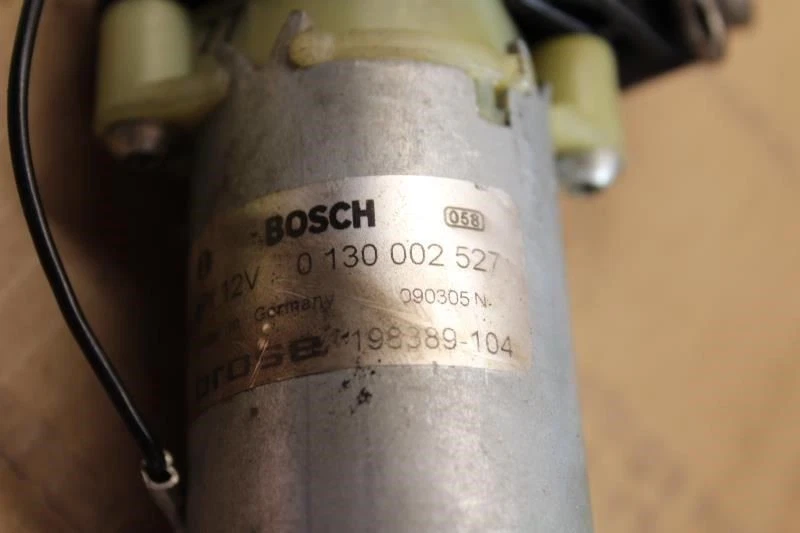 BOSCH 058
12V 0 130 002 527
Germany 090305 N
brose 198389-104